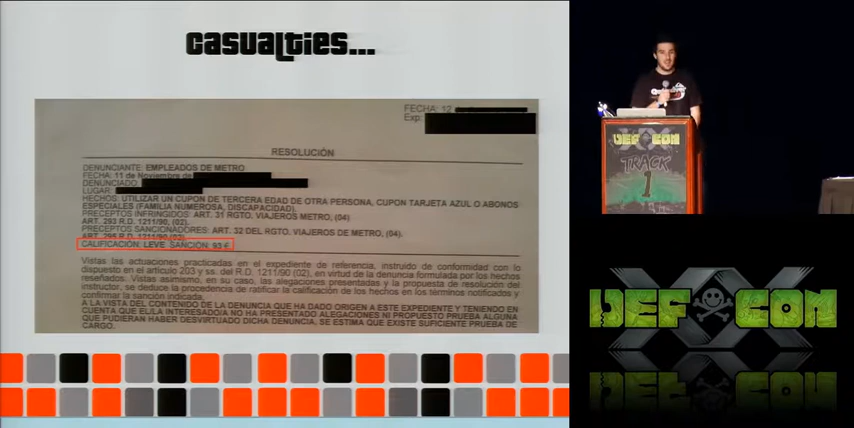 casualties...
FECHA: 12
Exp:
RESOLUCIÓN
DENUNCIANTE: EMPLEADOS DE METRO
FECHA: 11 de Noviembre de
DENUNCIADO:
LUGAR:
HECHOS: UTILIZAR UN CUPON DE TERCERA EDAD DE OTRA PERSONA, CUPON TARJETA AZUL O ABONOS
ESPECIALES (FAMILIA NUMEROSA, DISCAPACIDAD).
PRECEPTOS INFRINGIDOS: ART. 31 RGTO. VIAJEROS METRO, (04)
ART. 293 R.D. 1211/90, (02).
PRECEPTOS SANCIONADORES: ART. 32 DEL RGTO. VIAJEROS DE METRO, (04).
ART. 295 R.D. 1211/90 (02)
CALIFICACIÓN: LEVE SANCIÓN: 93 €
Vistas las actuaciones practicadas en el expediente de referencia, instruido de conformidad con lo
dispuesto en el artículo 203 y ss. del R.D. 1211/90 (02), en virtud de la denuncia formulada por los hechos
reseñados. Vistas asimismo, en su caso, las alegaciones presentadas y la propuesta de resolución del
instructor, se deduce la procedencia de ratificar la calificación de los hechos en los términos notificados y
confirmar la sanción indicada.
A LA VISTA DEL CONTENIDO DE LA DENUNCIA QUE HA DADO ORIGEN A ESTE EXPEDIENTE Y TENIENDO EN
CUENTA QUE EL/LA INTERESADO/A NO HA PRESENTADO ALEGACIONES NI PROPUESTO PRUEBA ALGUNA
QUE PUDIERAN HABER DESVIRTUADO DICHA DENUNCIA, SE ESTIMA QUE EXISTE SUFICIENTE PRUEBA DE
CARGO.
XX
DEF CON
TRACK
1
XX
DEF CON